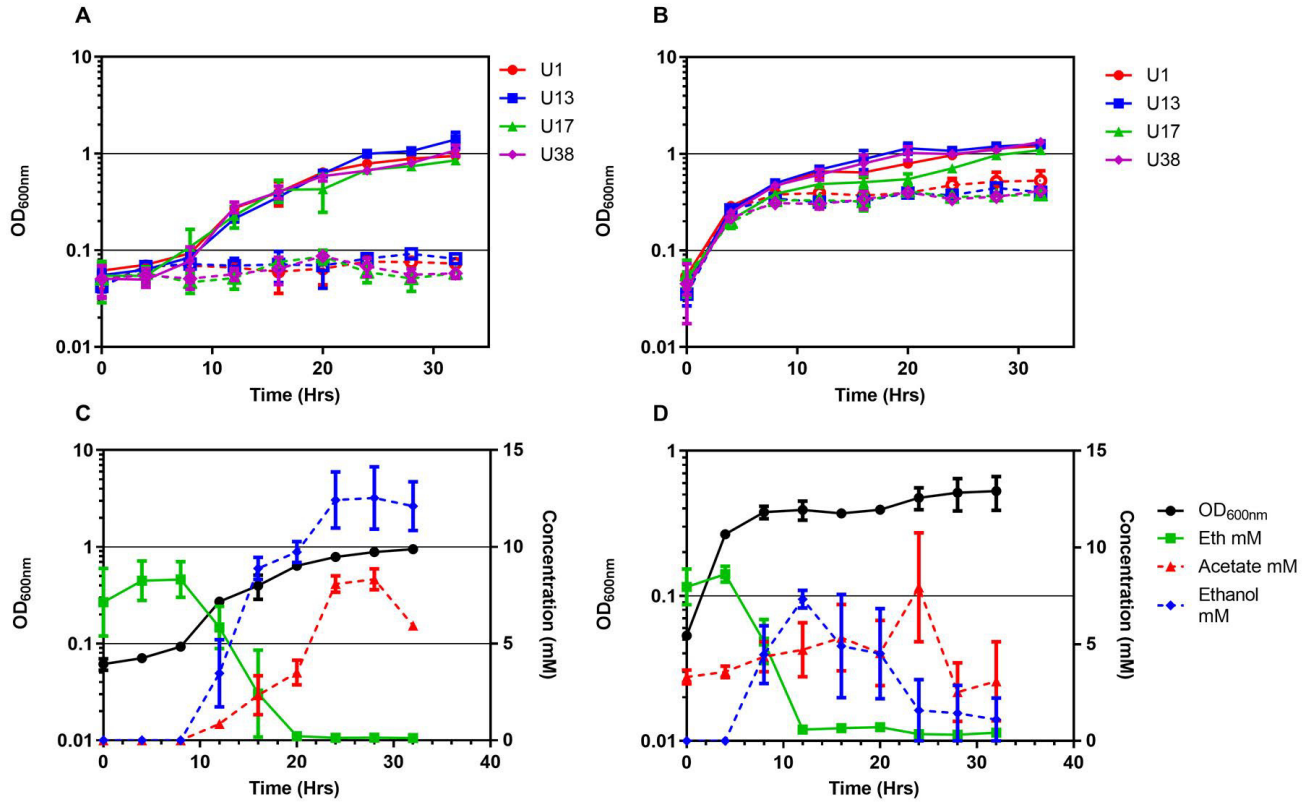 A
OD600nm
10
1
0.1
0.01
0 10 20 30
Time (Hrs)
U1
U13
U17
U38
B
OD600nm
10
1
0.1
0.01
0 10 20 30
Time (Hrs)
U1
U13
U17
U38
C
OD600nm
10
1
0.1
0.01
0 10 20 30 40
Time (Hrs)
15
10
5
0
Concentration (mM)
D
OD600nm
1
0.1
0.01
0 10 20 30 40
Time (Hrs)
15
10
5
0
Concentration (mM)
OD600nm
Eth mM
Acetate mM
Ethanol
mM